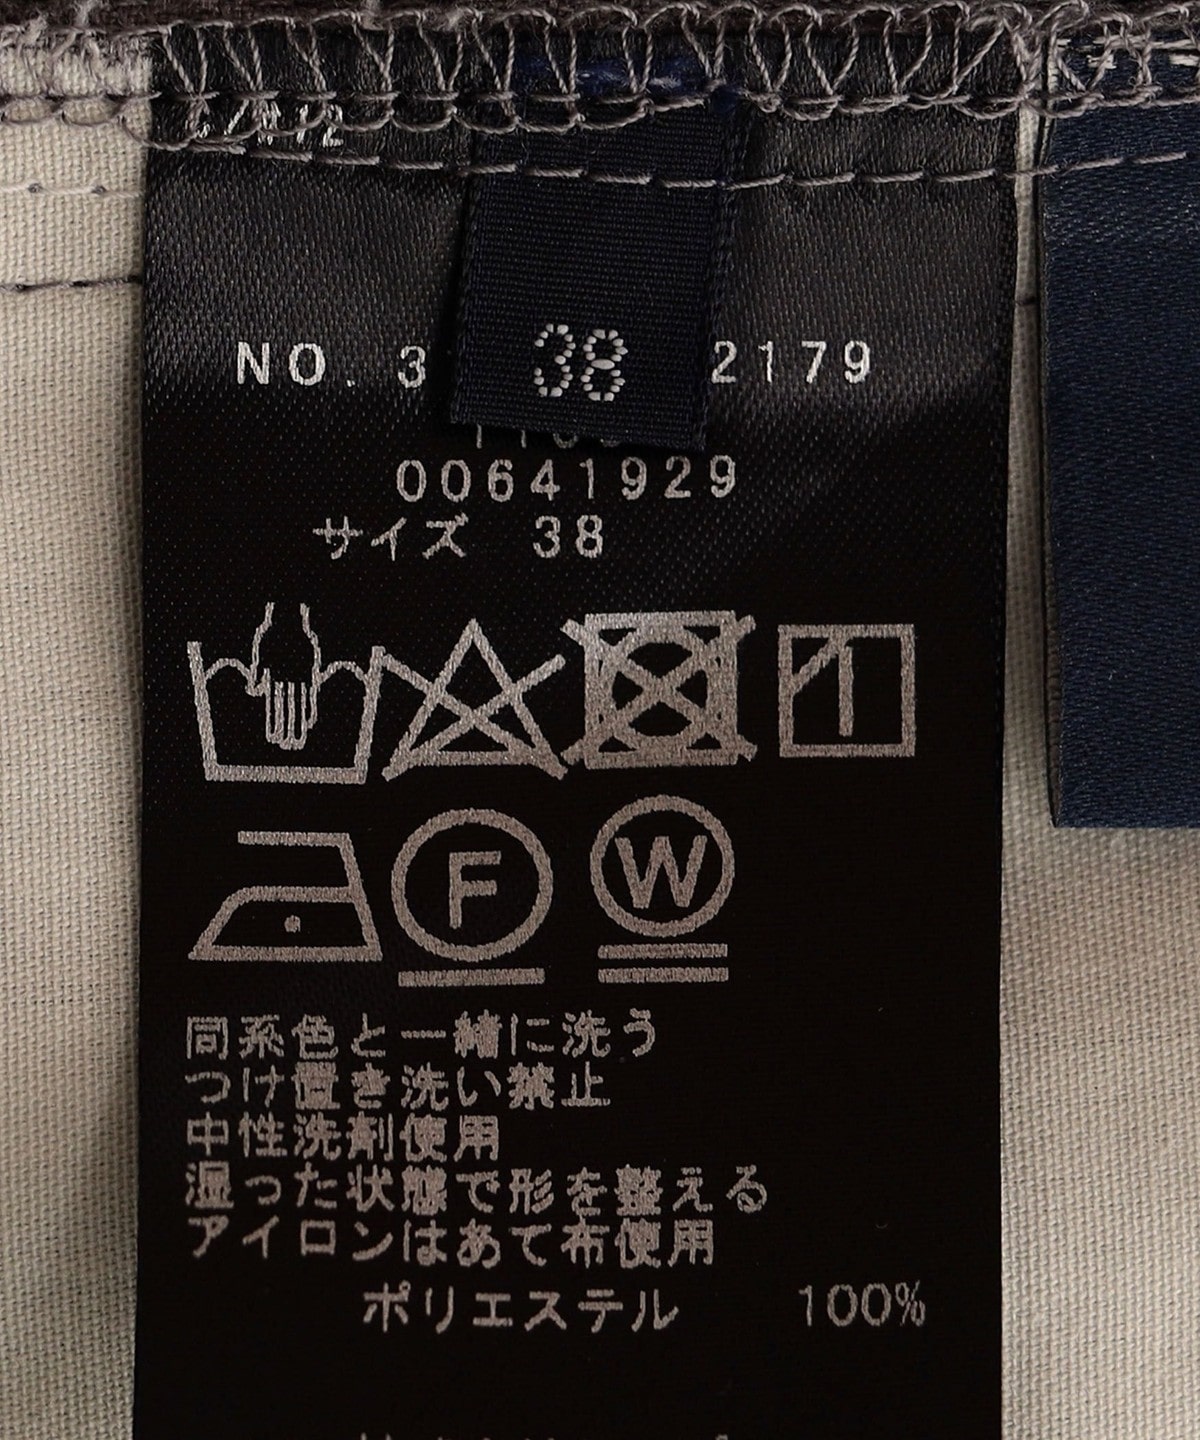 NO. 3 38 2179
00641929
サイズ 38
F W
同系色と一緒に洗う
つけ置き洗い禁止
中性洗剤使用
湿った状態で形を整える
アイロンはあて布使用
ポリエステル 100%